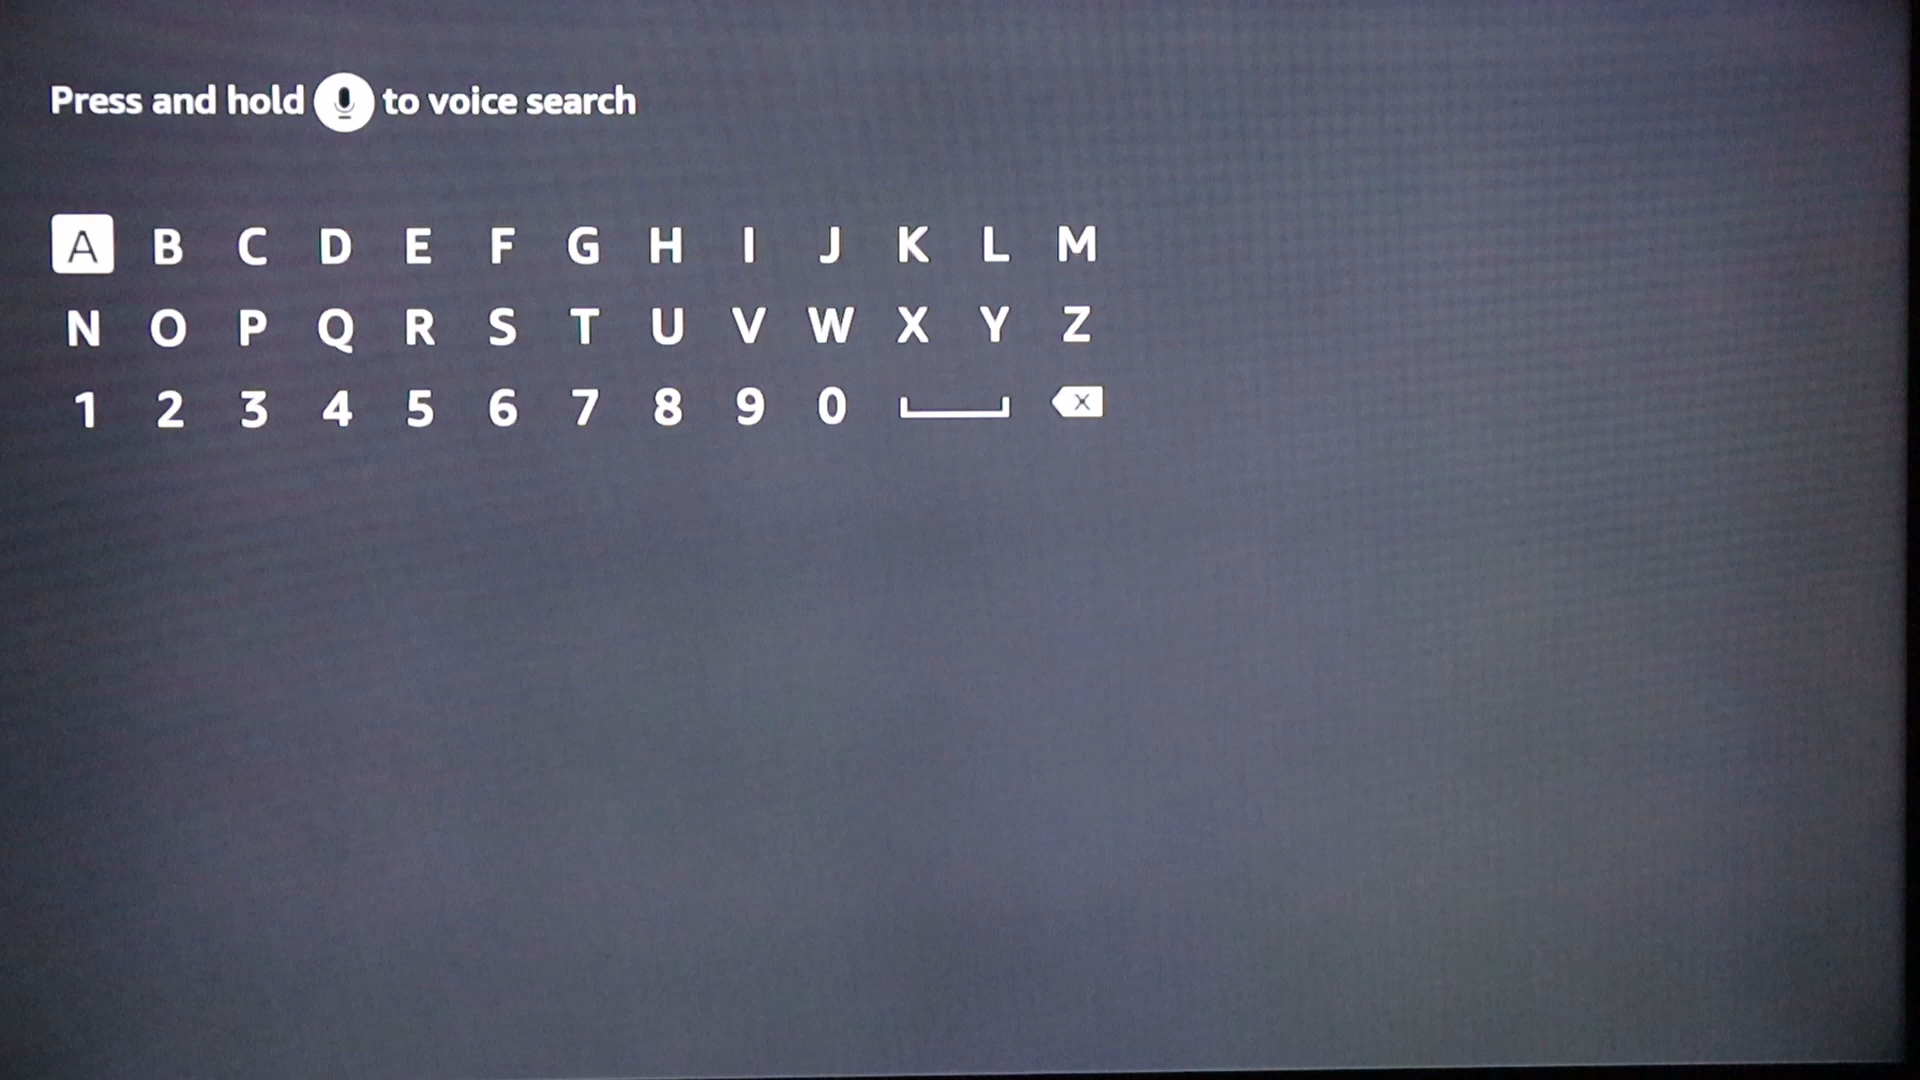 Press and hold to voice search
A B C D E F G H I J K L M
N O P Q R S T U V W X Y Z
1 2 3 4 5 6 7 8 9 0